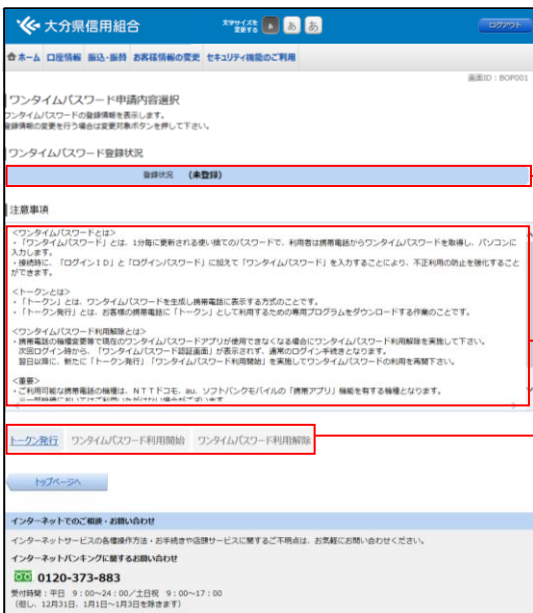 大分県信用組合
文字サイズを
変更する
あ
あ
ログアウト
ホーム 口座情報 振込・振替 お客様情報の変更 セキュリティ機能のご利用
画面ID：BOP001
ワンタイムパスワード申請内容選択
ワンタイムパスワードの登録情報を表示します。
登録情報の変更を行う場合は変更対象ボタンを押して下さい。
ワンタイムパスワード登録状況
登録状況 (未登録)
注意事項
<ワンタイムパスワードとは>
・「ワンタイムパスワード」とは、1分毎に更新される使い捨てのパスワードで、利用者は携帯電話からワンタイムパスワードを取得し、パソコンに
入力します。
・接続時に、「ログインID」と「ログインパスワード」に加えて「ワンタイムパスワード」を入力することにより、不正利用の防止を強化すること
ができます。
<トークンとは>
・「トークン」とは、ワンタイムパスワードを生成し携帯電話に表示する方式のことです。
・「トークン発行」とは、お客様の携帯電話に「トークン」として利用するための専用プログラムをダウンロードする作業のことです。
<ワンタイムパスワード利用解除とは>
・携帯電話の機種変更等で現在のワンタイムパスワードアプリが使用できなくなる場合にワンタイムパスワード利用解除を実施して下さい。
次回ログイン時から、「ワンタイムパスワード認証画面」が表示されず、通常のログイン手続きとなります。
翌日以降に、新たに「トークン発行」「ワンタイムパスワード利用開始」を実施してワンタイムパスワードの利用を再開下さい。
<重要>
・ご利用可能な携帯電話の機種は、NTTドコモ、au、ソフトバンクモバイルの「携帯アプリ」機能を有する機種となります。
※一部機種においてはご利用いただけない場合がございます
トークン発行 ワンタイムパスワード利用開始 ワンタイムパスワード利用解除
トップページへ
インターネットでのご相談・お問い合わせ
インターネットサービスの各種操作方法・お手続きや店頭サービスに関するご不明点は、お気軽にお問い合わせください。
インターネットバンキングに関するお問い合わせ
0120-373-883
受付時間：平日 9：00～24：00／土日祝 9：00～17：00
（但し、12月31日、1月1日～1月3日を除きます）